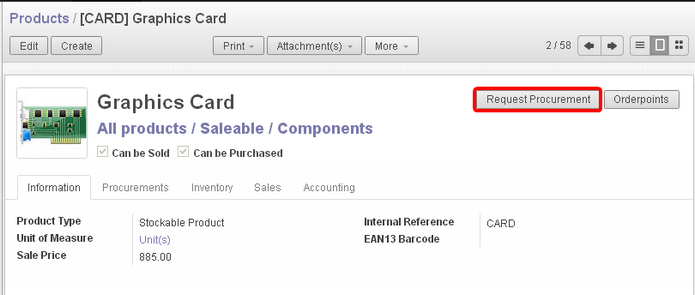 Products / [CARD] Graphics Card
Edit Create Print Attachment(s) More 2 / 58
Graphics Card
Request Procurement Orderpoints
All products / Saleable / Components
Can be Sold Can be Purchased
Information Procurements Inventory Sales Accounting
Product Type Stockable Product Internal Reference CARD
Unit of Measure Unit(s) EAN13 Barcode
Sale Price 885.00